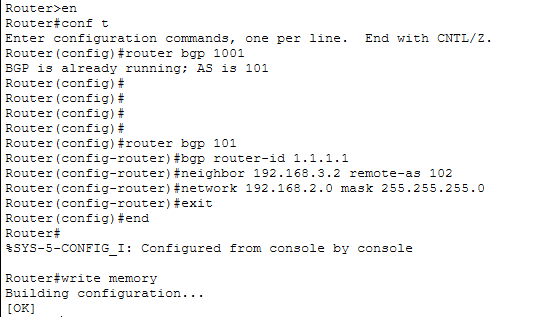 Router>en
Router#conf t
Enter configuration commands, one per line.  End with CNTL/Z.
Router(config)#router bgp 1001
BGP is already running; AS is 101
Router(config)#
Router(config)#
Router(config)#
Router(config)#
Router(config)#router bgp 101
Router(config-router)#bgp router-id 1.1.1.1
Router(config-router)#neighbor 192.168.3.2 remote-as 102
Router(config-router)#network 192.168.2.0 mask 255.255.255.0
Router(config-router)#exit
Router(config)#end
Router#
%SYS-5-CONFIG_I: Configured from console by console

Router#write memory
Building configuration...
[OK]